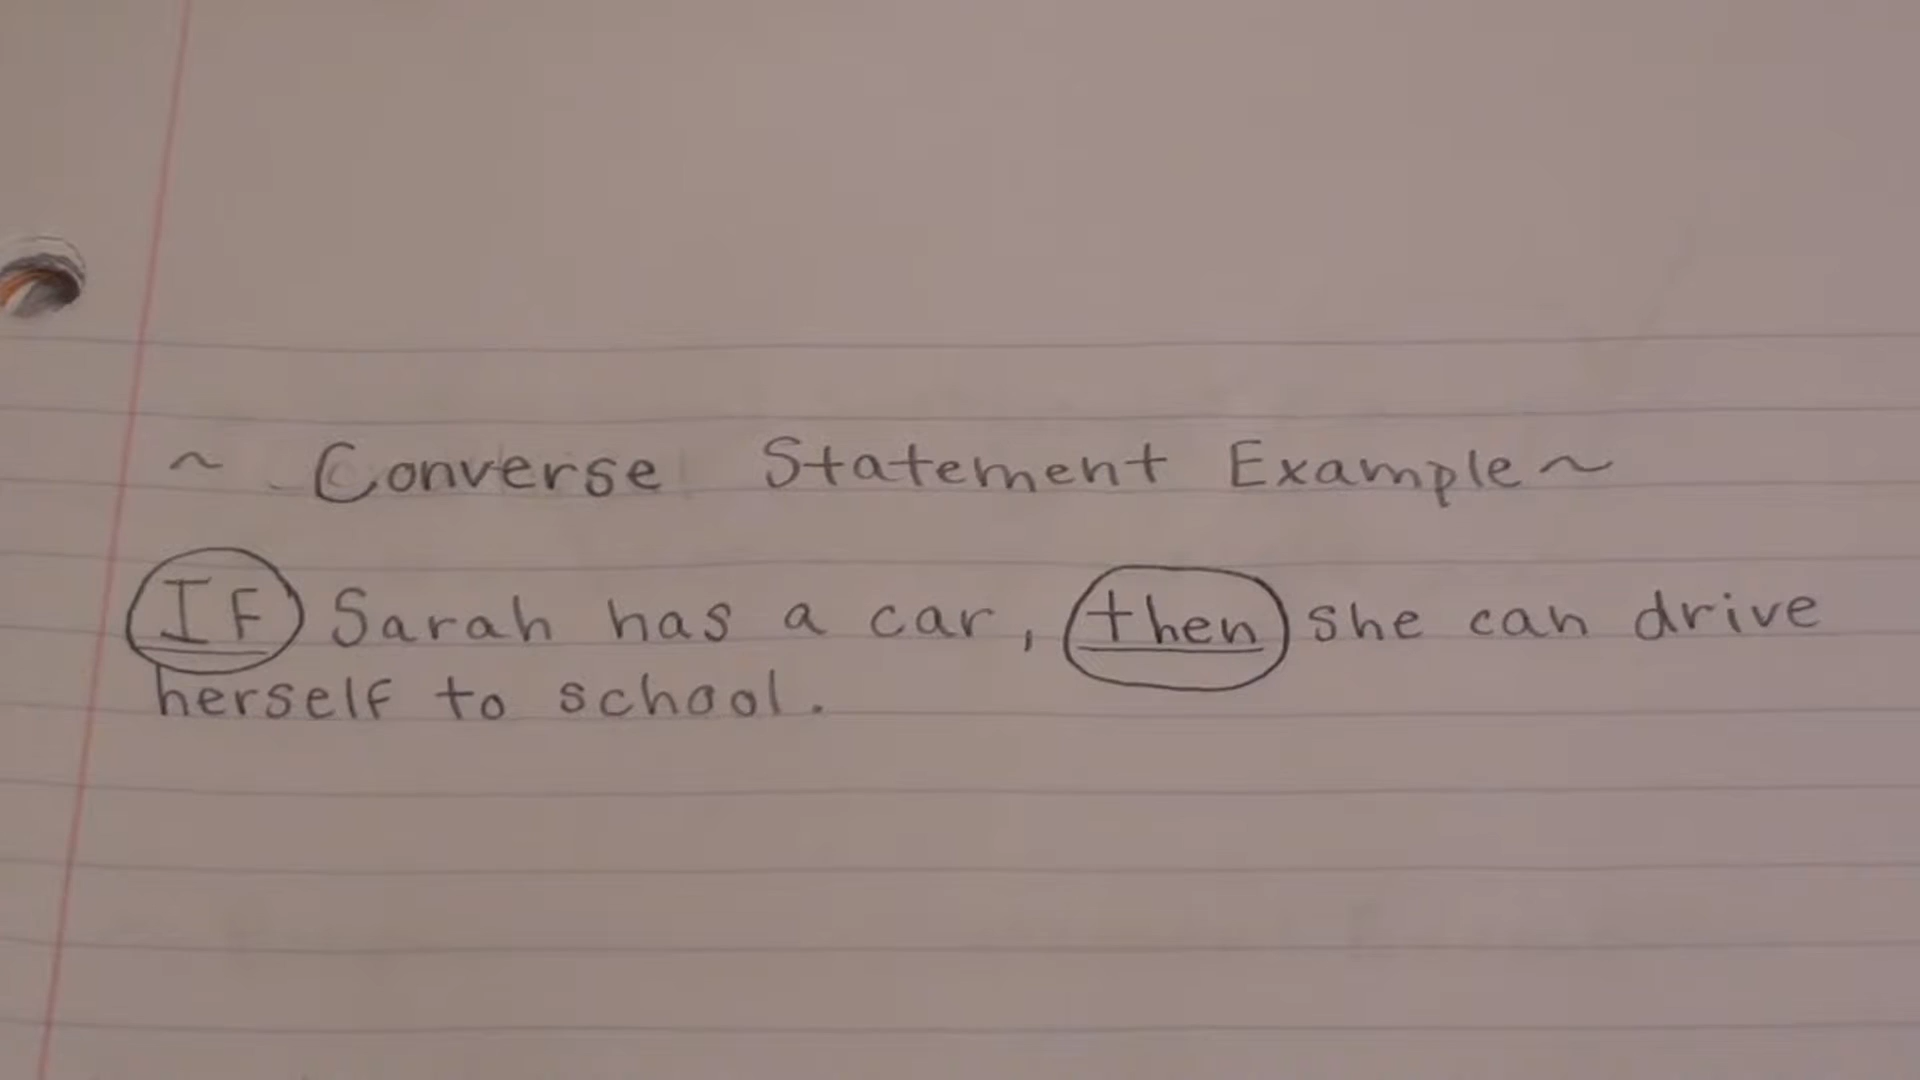 ~ Converse Statement Example ~
IF Sarah has a car, then she can drive
herself to school.